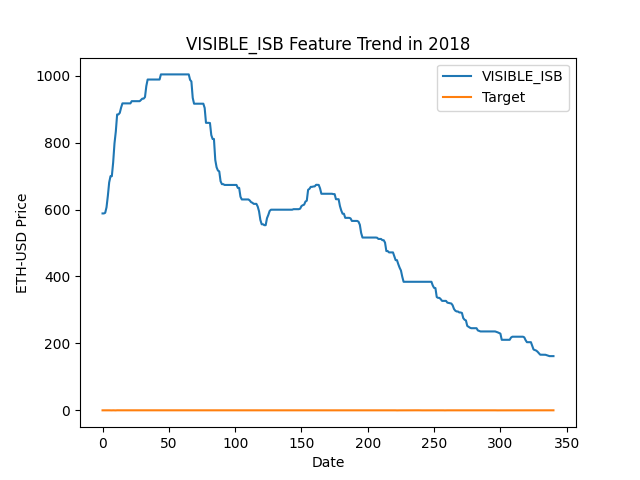 VISIBLE_ISB Feature Trend in 2018
VISIBLE_ISB
Target
ETH-USD Price
1000
800
600
400
200
0
0 50 100 150 200 250 300 350
Date